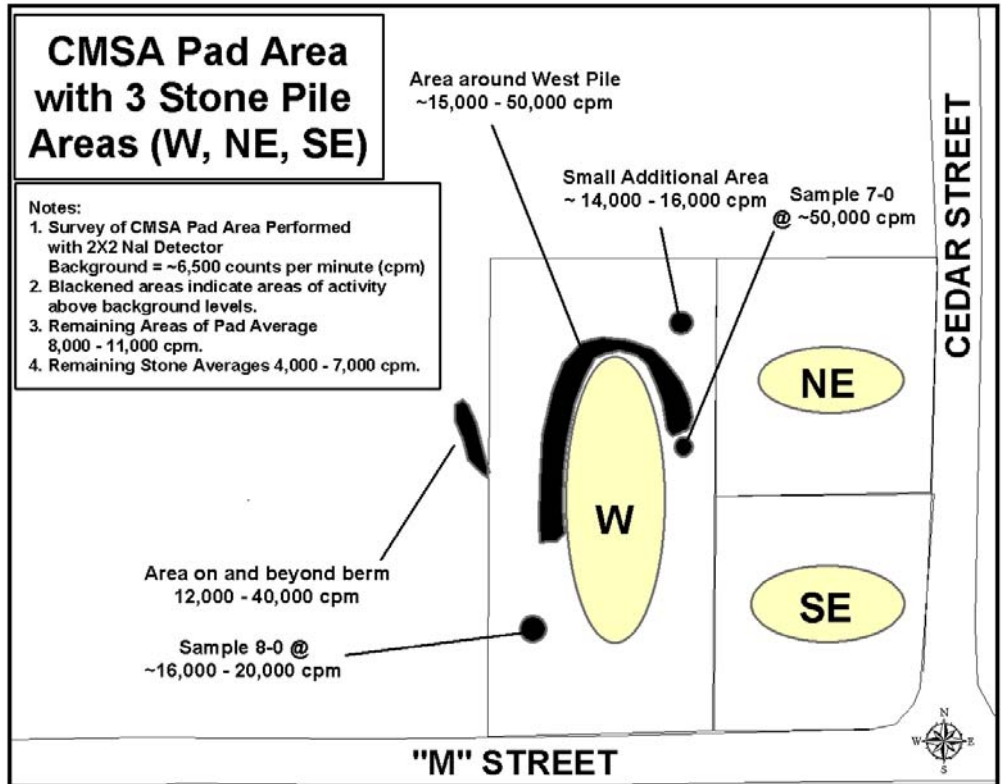 CMSA Pad Area
with 3 Stone Pile
Areas (W, NE, SE)
Notes:
1. Survey of CMSA Pad Area Performed
with 2X2 NaI Detector
Background = ~6,500 counts per minute (cpm)
2. Blackened areas indicate areas of activity
above background levels.
3. Remaining Areas of Pad Average
8,000 - 11,000 cpm.
4. Remaining Stone Averages 4,000 - 7,000 cpm.
Area around West Pile
~15,000 - 50,000 cpm
Small Additional Area
~ 14,000 - 16,000 cpm
Sample 7-0
@ ~50,000 cpm
CEDAR STREET
NE
W
SE
Area on and beyond berm
12,000 - 40,000 cpm
Sample 8-0 @
~16,000 - 20,000 cpm
"M" STREET
N
W
E
S